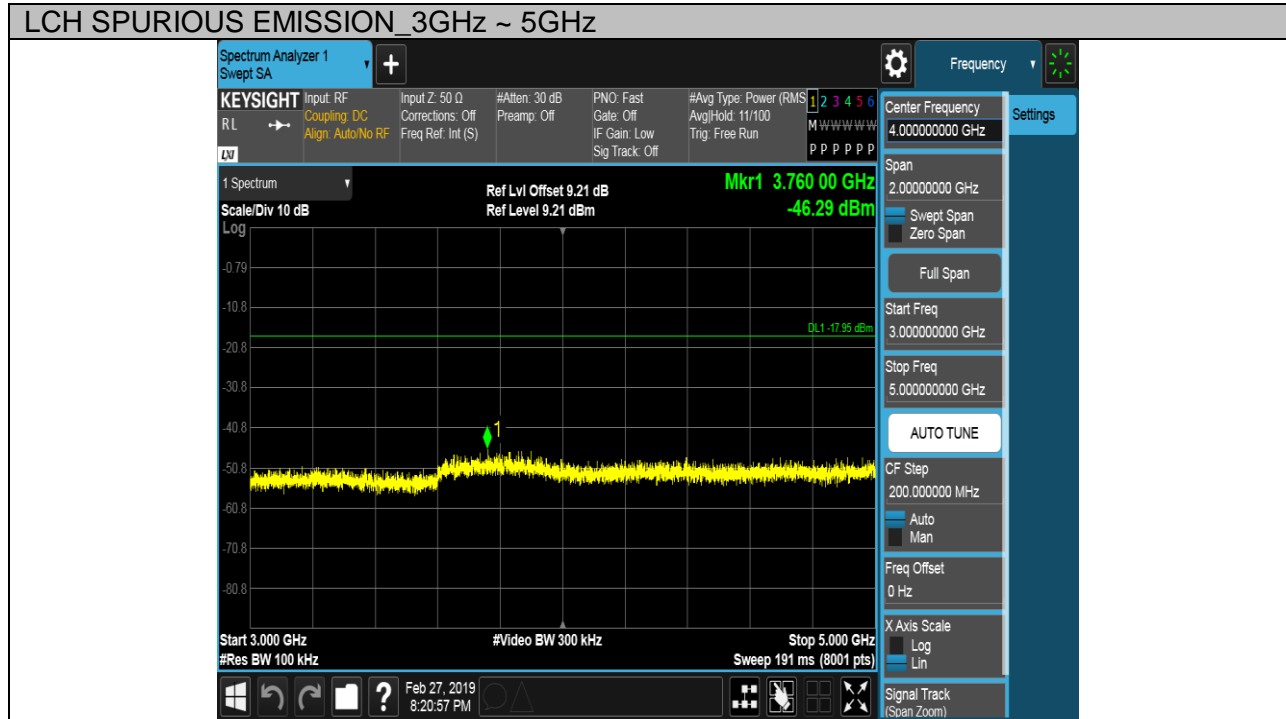 LCH SPURIOUS EMISSION_3GHz ~ 5GHz
Spectrum Analyzer 1
Swept SA
+
Frequency
KEYSIGHT
RL
LXI
Input: RF
Coupling: DC
Align: Auto/No RF
Input Z: 50 Ω
Corrections: Off
Freq Ref: Int (S)
#Atten: 30 dB
Preamp: Off
PNO: Fast
Gate: Off
IF Gain: Low
Sig Track: Off
#Avg Type: Power (RMS
Avg|Hold: 11/100
Trig: Free Run
1 2 3 4 5 6
M W W W W W
P P P P P P
1 Spectrum
Scale/Div 10 dB
Ref Lvl Offset 9.21 dB
Ref Level 9.21 dBm
Mkr1 3.760 00 GHz
-46.29 dBm
Log
-0.79
-10.8
DL1 -17.95 dBm
-20.8
-30.8
-40.8
1
-50.8
-60.8
-70.8
-80.8
Start 3.000 GHz
#Res BW 100 kHz
#Video BW 300 kHz
Stop 5.000 GHz
Sweep 191 ms (8001 pts)
Center Frequency
4.000000000 GHz
Settings
Span
2.00000000 GHz
Swept Span
Zero Span
Full Span
Start Freq
3.000000000 GHz
Stop Freq
5.000000000 GHz
AUTO TUNE
CF Step
200.000000 MHz
Auto
Man
Freq Offset
0 Hz
X Axis Scale
Log
Lin
Signal Track
(Span Zoom)
?
Feb 27, 2019
8:20:57 PM